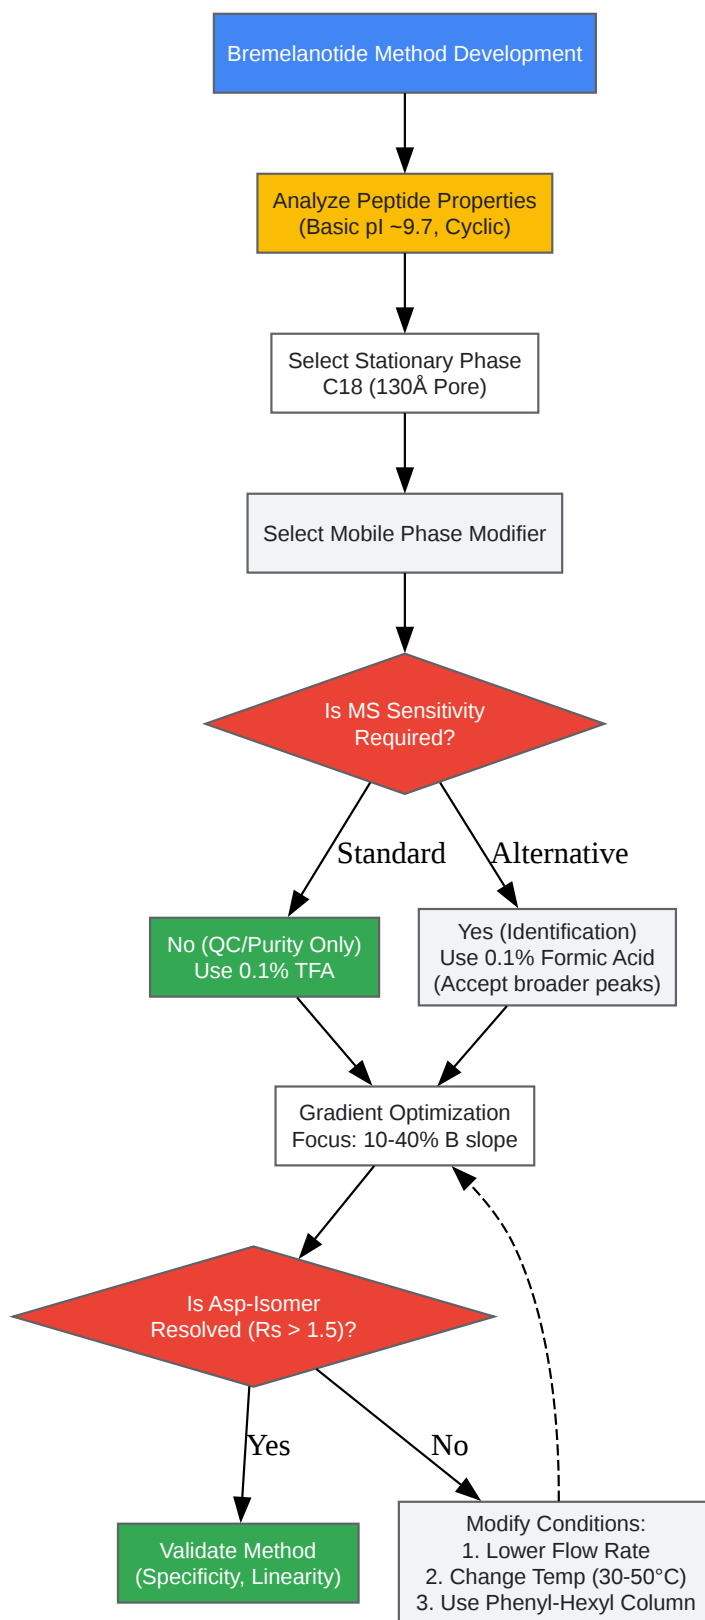 Bremelanotide Method Development
Analyze Peptide Properties
(Basic pI ~9.7, Cyclic)
Select Stationary Phase
C18 (130Å Pore)
Select Mobile Phase Modifier
Is MS Sensitivity
Required?
Standard
Alternative
No (QC/Purity Only)
Use 0.1% TFA
Yes (Identification)
Use 0.1% Formic Acid
(Accept broader peaks)
Gradient Optimization
Focus: 10-40% B slope
Is Asp-Isomer
Resolved (Rs > 1.5)?
Yes
No
Validate Method
(Specificity, Linearity)
Modify Conditions:
1. Lower Flow Rate
2. Change Temp (30-50°C)
3. Use Phenyl-Hexyl Column